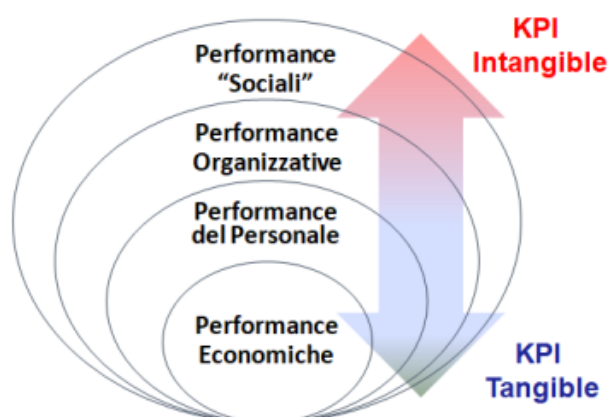 Performance
“Sociali”
Performance
Organizzative
Performance
del Personale
Performance
Economiche
KPI
Intangible
KPI
Tangible